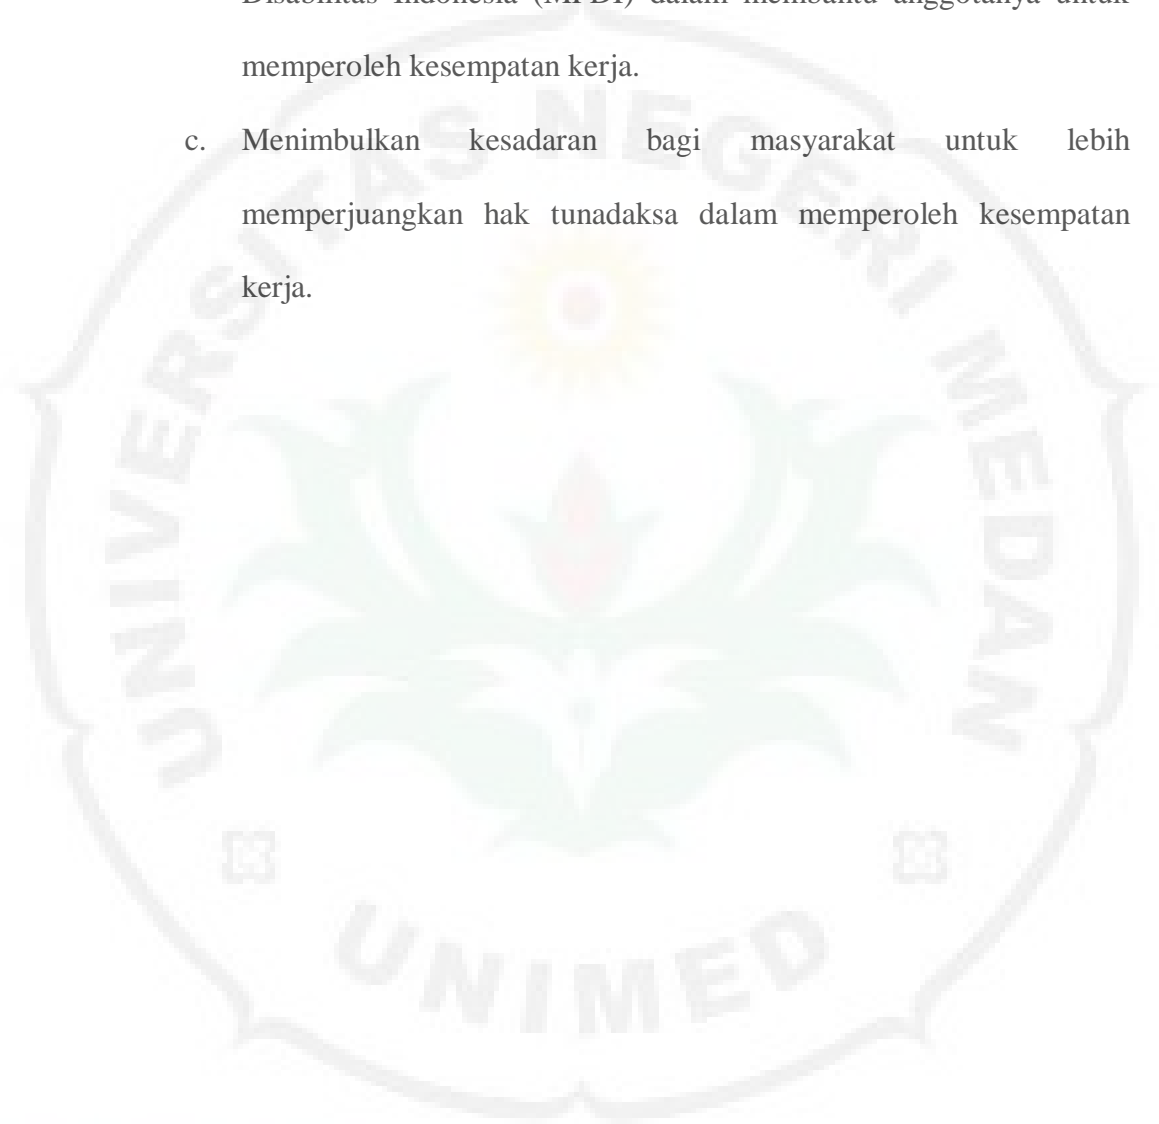 Disabilitas Indonesia (MPDI) dalam membantu anggotanya untuk
memperoleh kesempatan kerja.
c. Menimbulkan kesadaran bagi masyarakat untuk lebih
memperjuangkan hak tunadaksa dalam memperoleh kesempatan
kerja.
UNIVERSITAS NEGERI MEDAN
UNIMED